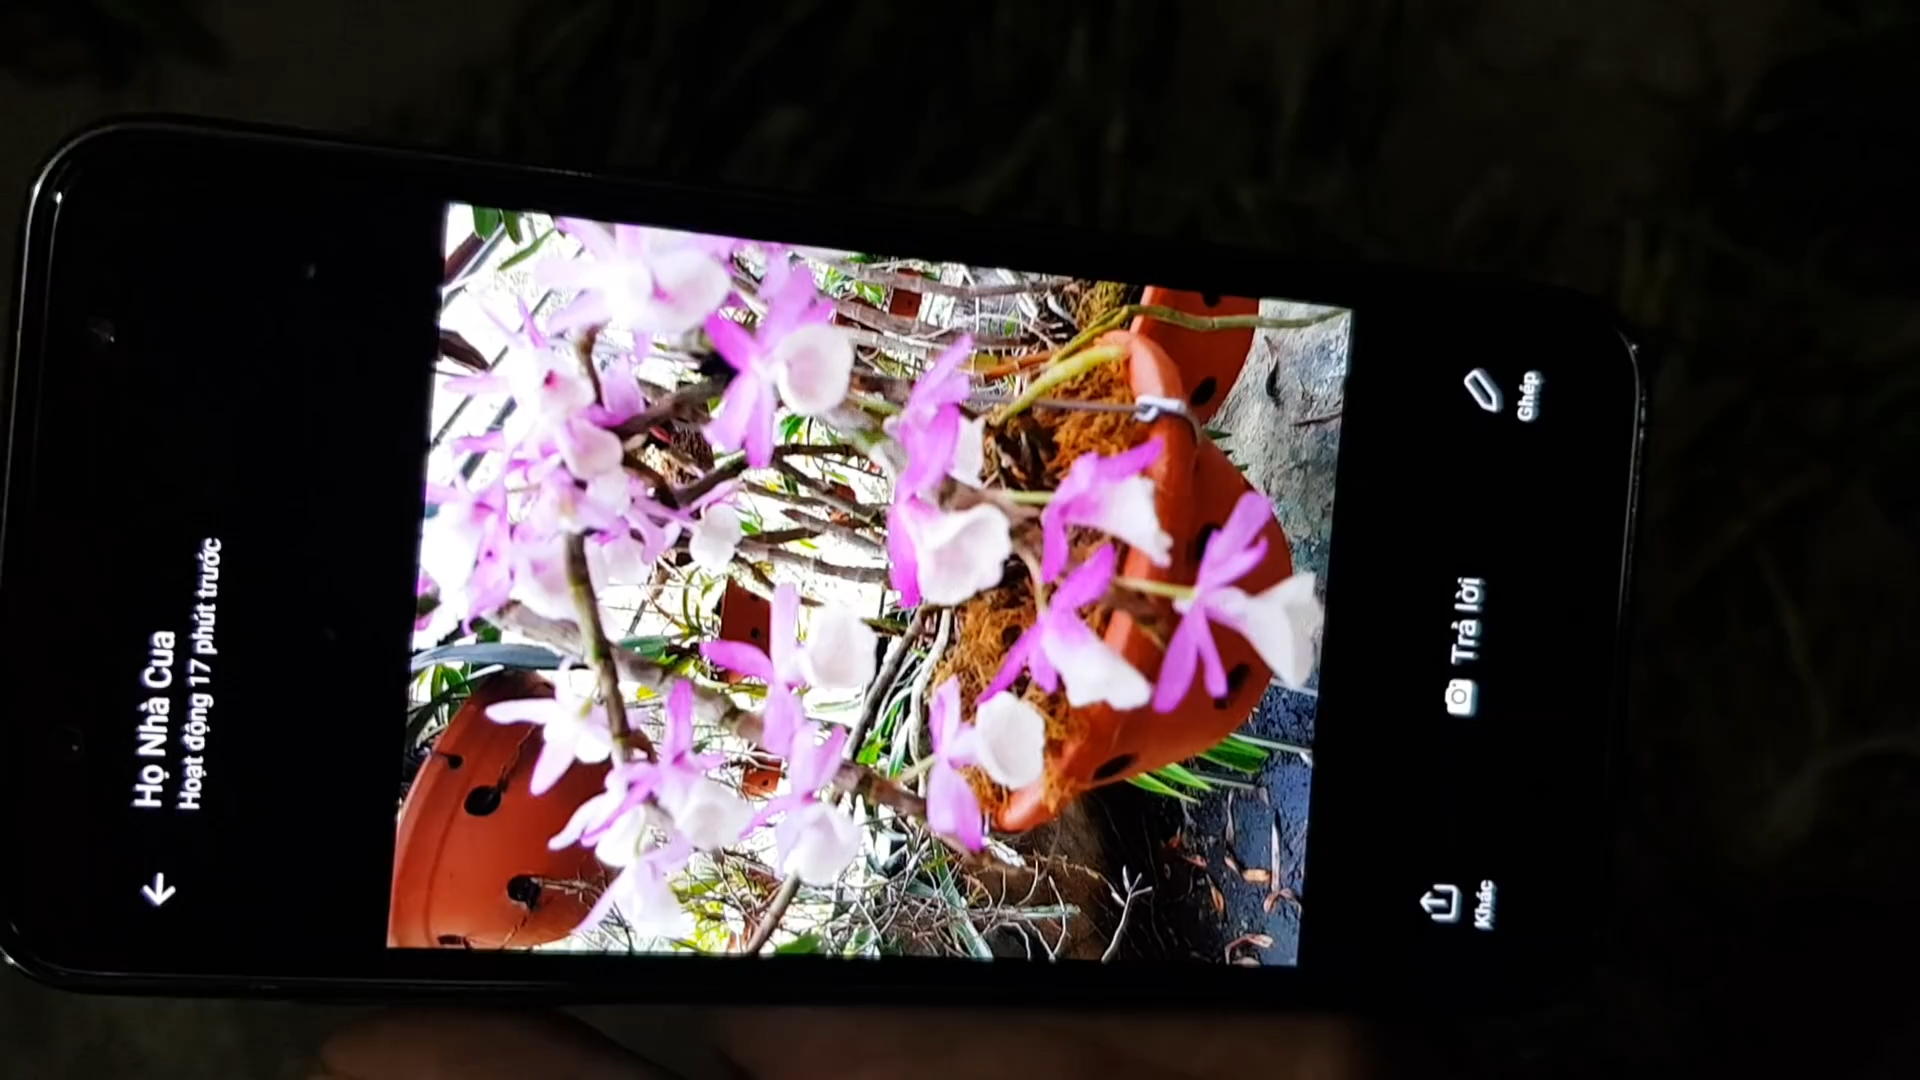 Họ Nhà Cua
Hoạt động 17 phút trước
Khác
Trả lời
Ghép